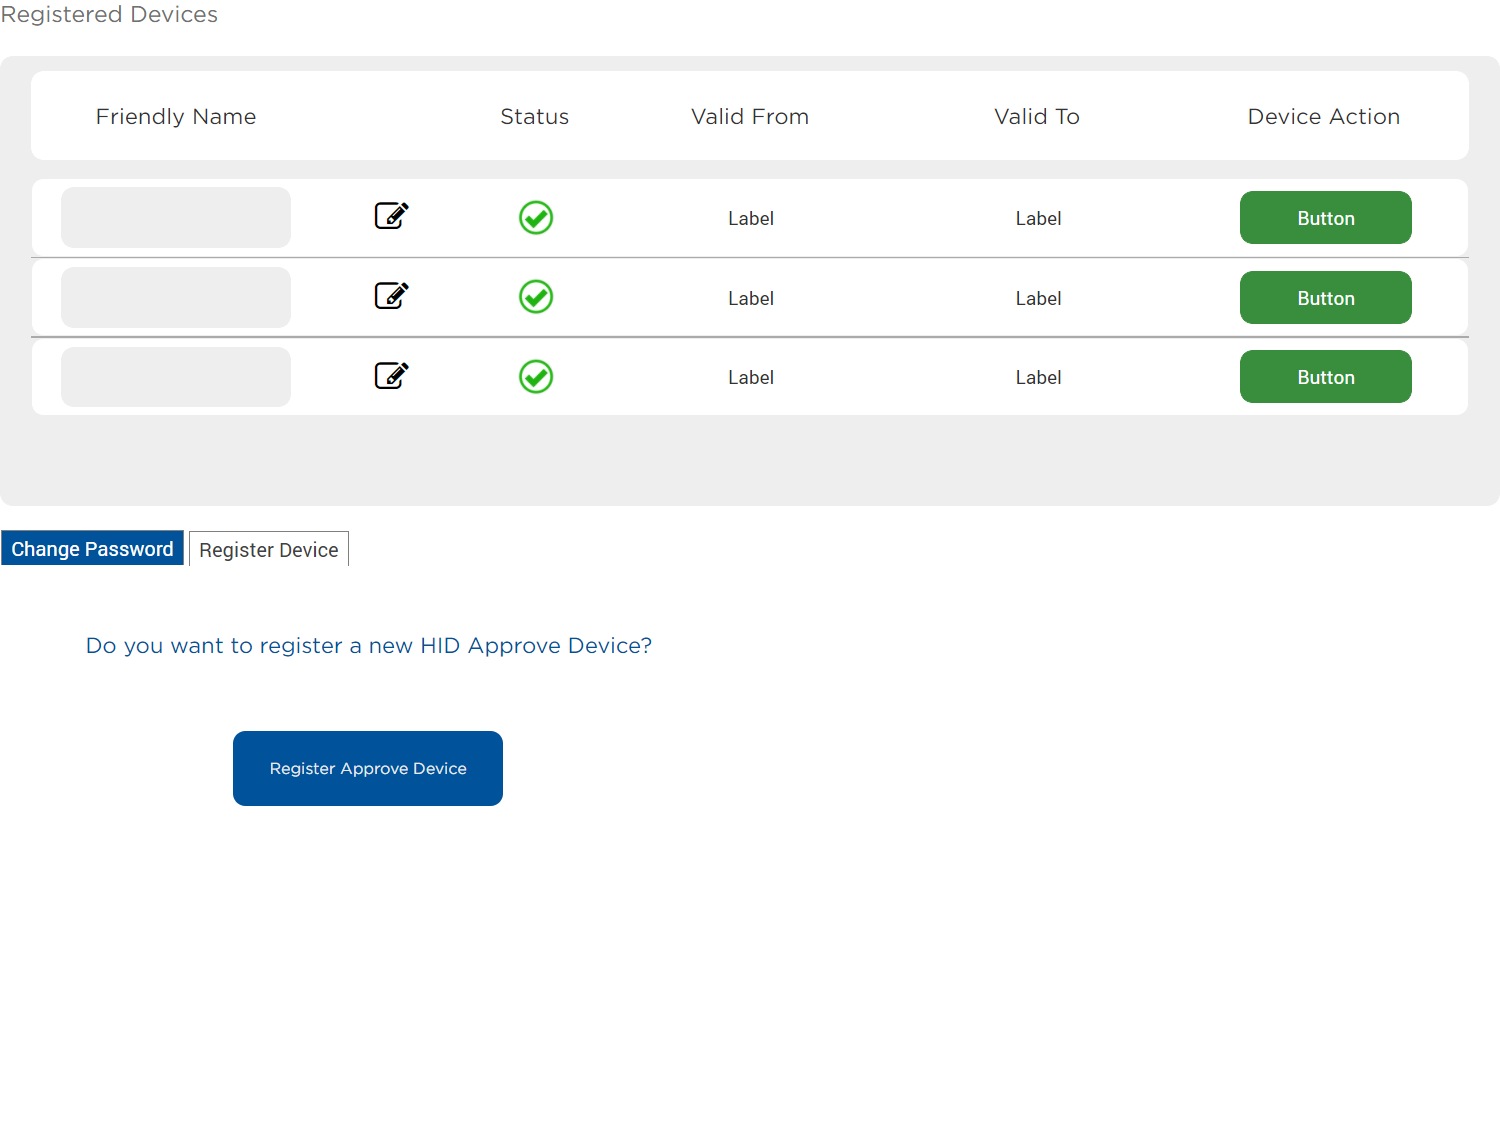 Registered Devices
Friendly Name Status Valid From Valid To Device Action
Label Label Button
Label Label Button
Label Label Button
Change Password Register Device
Do you want to register a new HID Approve Device?
Register Approve Device